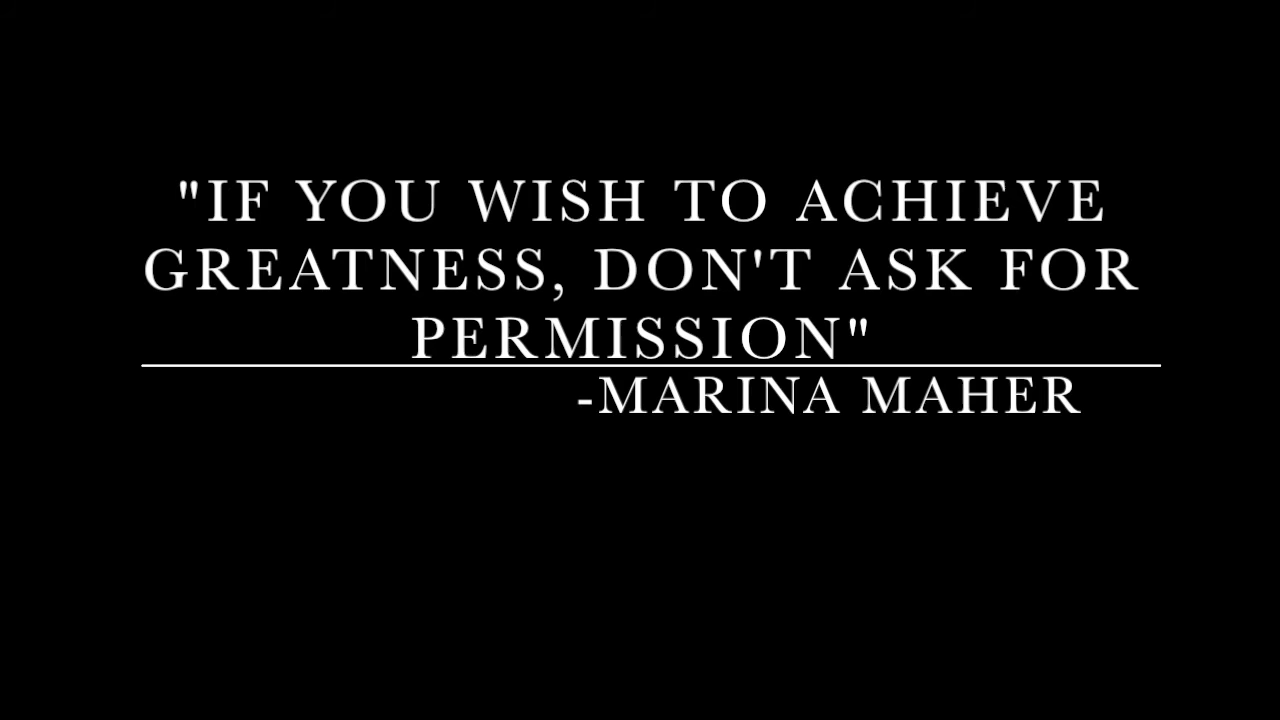 "IF YOU WISH TO ACHIEVE
GREATNESS, DON'T ASK FOR
PERMISSION"
-MARINA MAHER